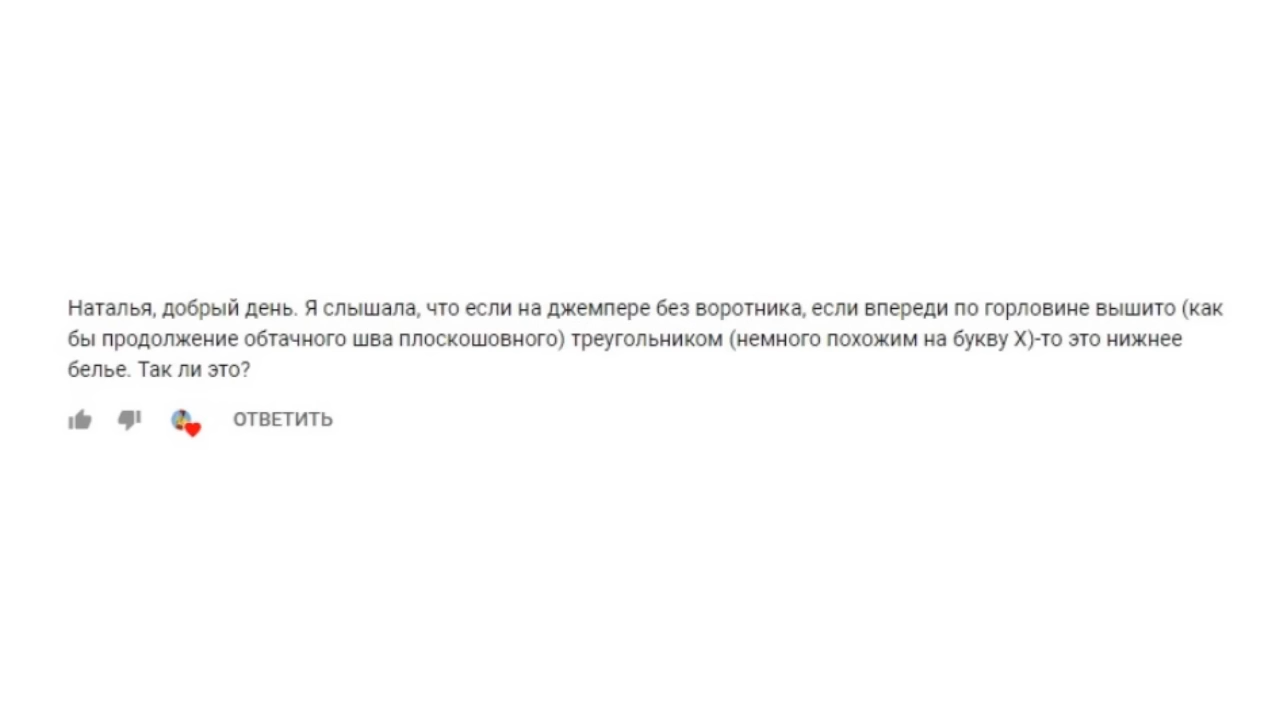 Наталья, добрый день. Я слышала, что если на джемпере без воротника, если впереди по горловине вышито (как
бы продолжение обтачного шва плоскошовного) треугольником (немного похожим на букву Х)-то это нижнее
белье. Так ли это?
ОТВЕТИТЬ